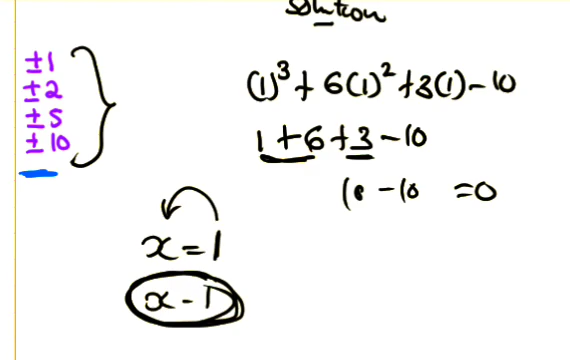 solution
±1
±2
±5
±10
(1)³ + 6(1)² + 3(1) - 10
1 + 6 + 3 - 10
10 - 10 = 0
x = 1
x - 1